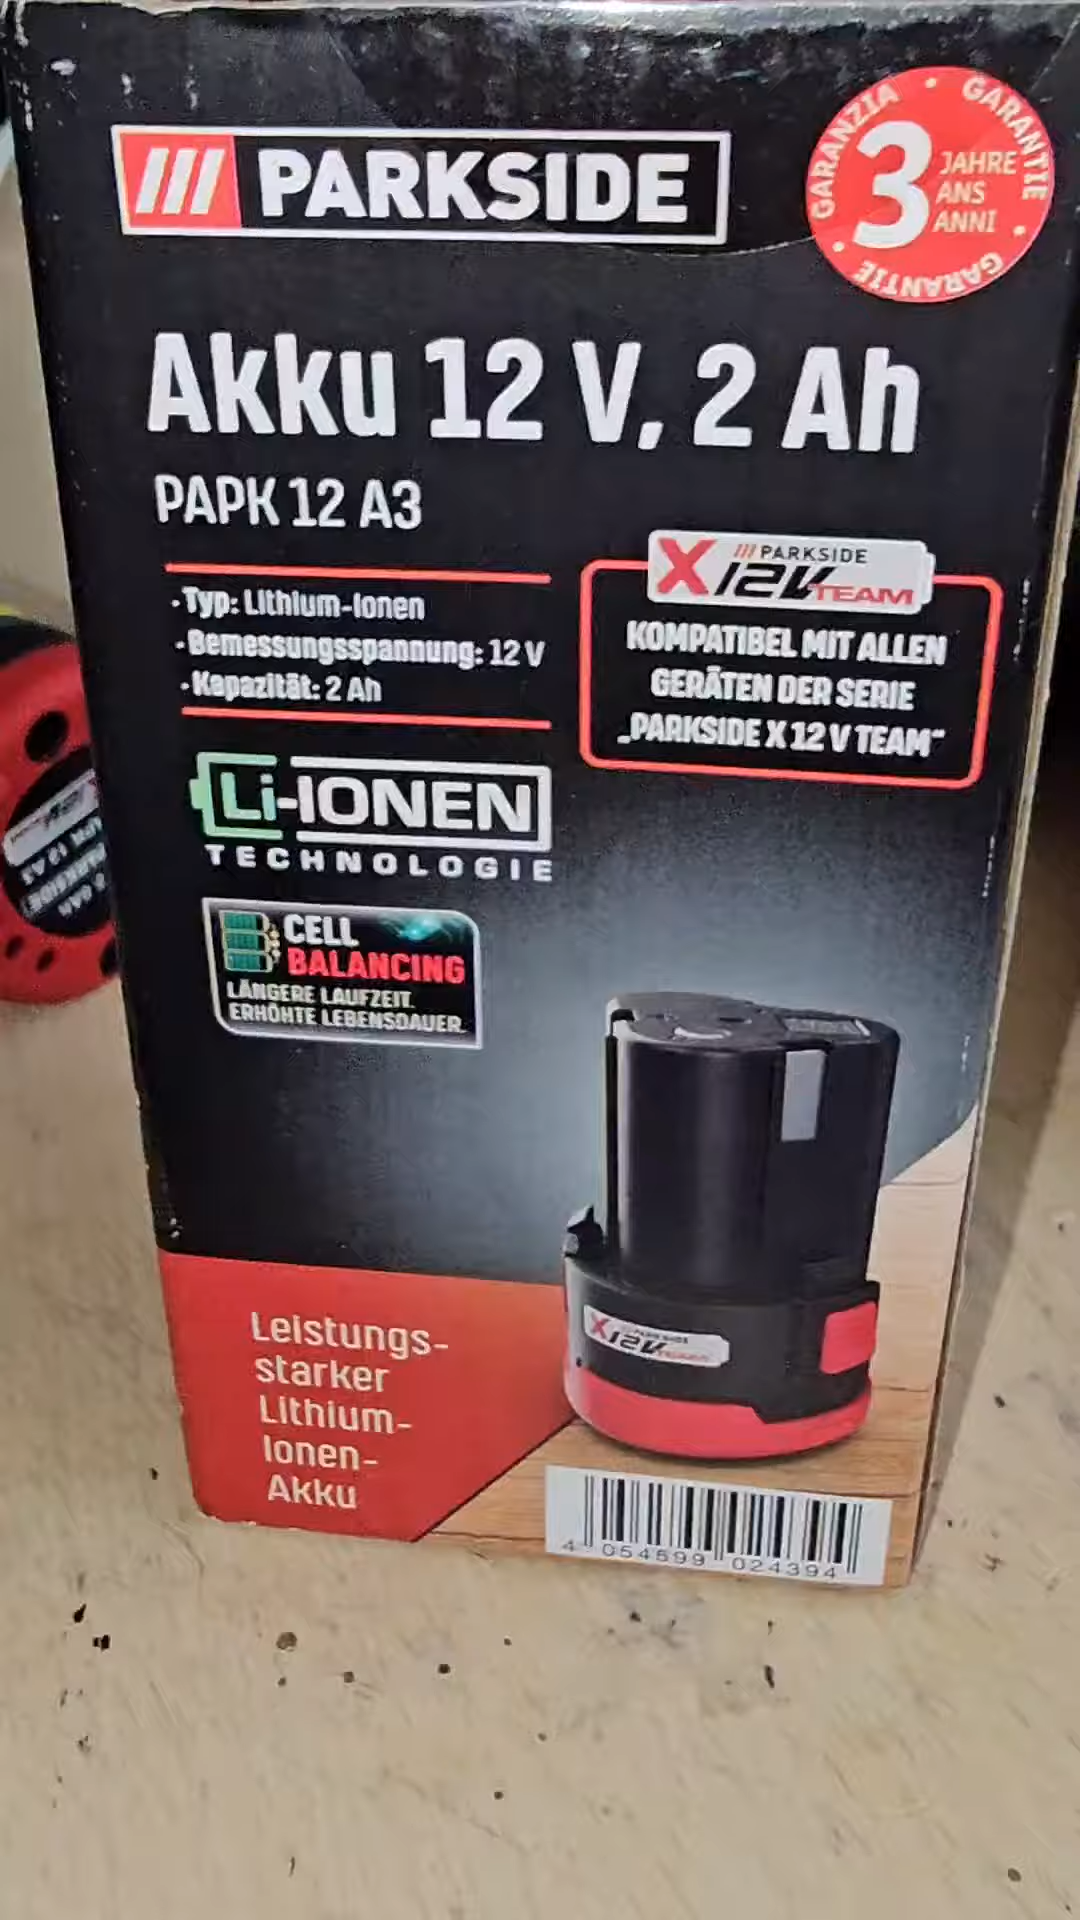 /// PARKSIDE
GARANZIA • GARANTIE • GARANTIE •
3 JAHRE
ANS
ANNI
Akku 12 V, 2 Ah
PAPK 12 A3
• Typ: Lithium-Ionen
• Bemessungsspannung: 12 V
• Kapazität: 2 Ah
/// PARKSIDE
X12V TEAM
KOMPATIBEL MIT ALLEN
GERÄTEN DER SERIE
„PARKSIDE X 12 V TEAM“
Li-IONEN
TECHNOLOGIE
CELL
BALANCING
LÄNGERE LAUFZEIT.
ERHÖHTE LEBENSDAUER.
PARKSIDE
X12V TEAM
Leistungs-
starker
Lithium-
Ionen-
Akku
4 054599 024394